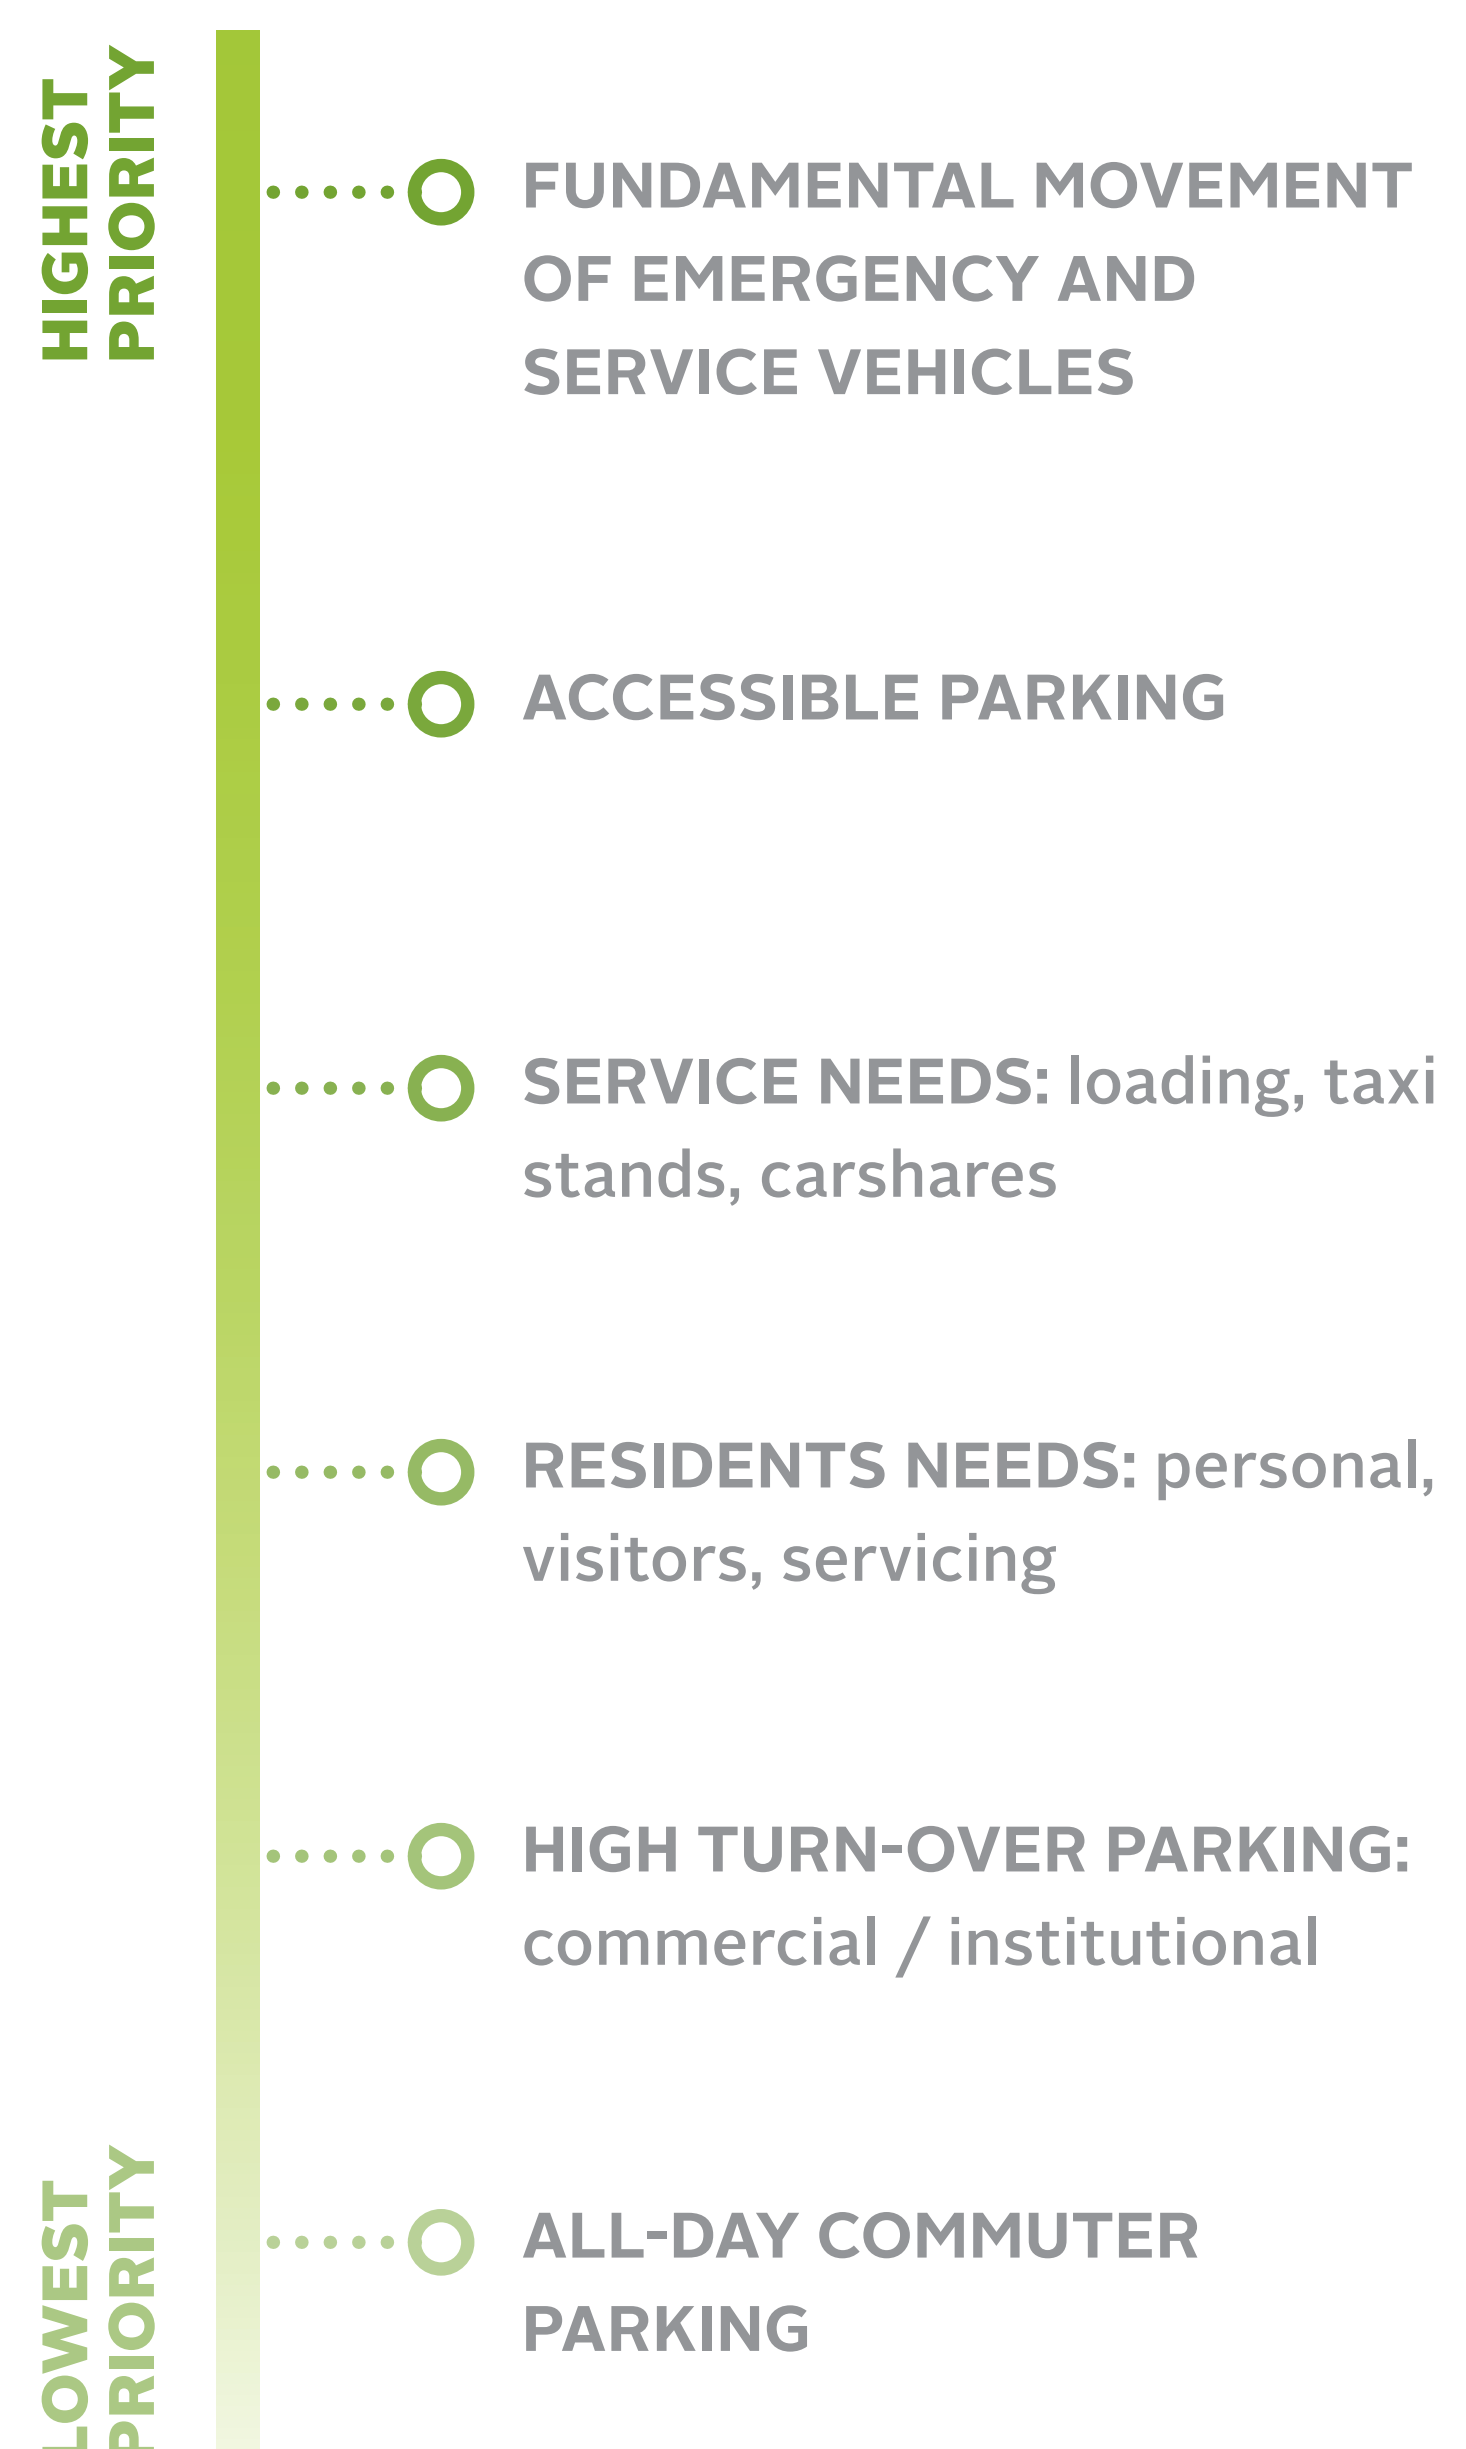 HIGHEST
PRIORITY
FUNDAMENTAL MOVEMENT
OF EMERGENCY AND
SERVICE VEHICLES
ACCESSIBLE PARKING
SERVICE NEEDS: loading, taxi
stands, carshares
RESIDENTS NEEDS: personal,
visitors, servicing
HIGH TURN-OVER PARKING:
commercial / institutional
ALL-DAY COMMUTER
PARKING
LOWEST
PRIORITY